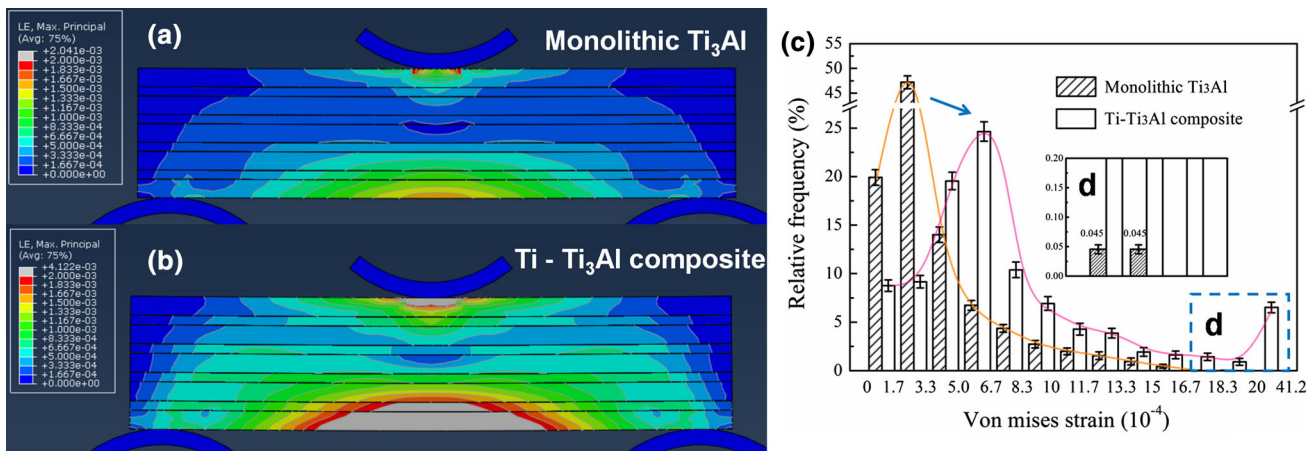 LE, Max. Principal
(Avg: 75%)
+2.041e-03
+2.000e-03
+1.833e-03
+1.667e-03
+1.500e-03
+1.333e-03
+1.167e-03
+1.000e-03
+8.333e-04
+6.667e-04
+5.000e-04
+3.333e-04
+1.667e-04
+0.000e+00
(a)
Monolithic Ti₃Al
LE, Max. Principal
(Avg: 75%)
+4.122e-03
+2.000e-03
+1.833e-03
+1.667e-03
+1.500e-03
+1.333e-03
+1.167e-03
+1.000e-03
+8.333e-04
+6.667e-04
+5.000e-04
+3.333e-04
+1.667e-04
+0.000e+00
(b)
Ti - Ti₃Al composite
(c)
Relative frequency (%)
55
50
45
25
20
15
10
5
0
Monolithic Ti3Al
Ti-Ti3Al composite
d
0.20
0.15
0.10
0.05
0.00
0.045 0.045
d
0 1.7 3.3 5.0 6.7 8.3 10 11.7 13.3 15 16.7 18.3 20 41.2
Von mises strain (10⁻⁴)